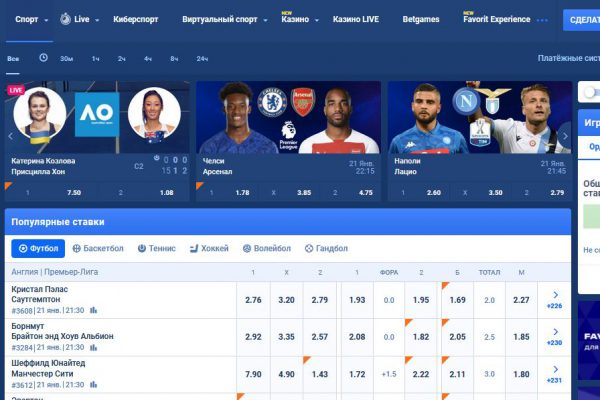 Спорт Live Киберспорт Виртуальный спорт NEW Казино Казино LIVE Betgames NEW Favorit Experience СДЕЛАТ
Все 30м 1ч 2ч 4ч 8ч 24ч Платёжные сис
LIVE
AO
CHELSEA Arsenal
Premier League
N
TIM
Катерина Козлова
Присцилла Хон
C2 0 0 0
15 1 2
Челси
Арсенал
21 Янв.
22:15
Наполи
Лацио
21 Янв.
21:45
1 7.50 2 1.08
1 1.78 X 3.85 2 4.75
1 2.60 X 3.50 2 2.79
Игр
Ор
Общ
став
Не со
Популярные ставки
Футбол Баскетбол Теннис Хоккей Волейбол Гандбол
Англия | Премьер-Лига 1 X 2 1 ФОРА 2 Б ТОТАЛ М
Кристал Пэлас
Саутгемптон
#3608 | 21 янв. | 21:30
2.76 3.20 2.79 1.93 0.0 1.95 1.69 2.0 2.27 +226
Борнмут
Брайтон энд Хоув Альбион
#3284 | 21 янв. | 21:30
2.92 3.35 2.57 2.08 0.0 1.82 2.05 2.5 1.85 +230
Шеффилд Юнайтед
Манчестер Сити
#3612 | 21 янв. | 21:30
7.90 4.90 1.43 1.72 +1.5 2.22 2.11 3.0 1.80 +231
FAV
для